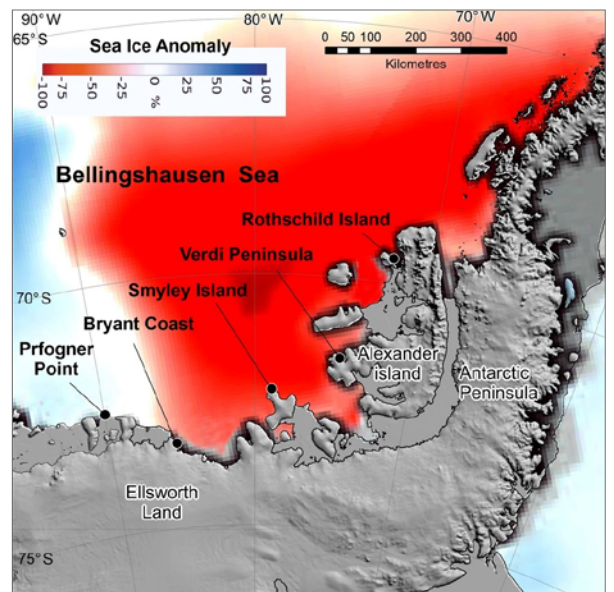 90°W
80°W
70°W
65°S
Sea Ice Anomaly
-100
-75
-50
-25
0
25
50
75
100
%
0 50 100 200 300 400
Kilometres
Bellingshausen Sea
Rothschild Island
Verdi Peninsula
Smyley Island
70°S
Bryant Coast
Prfogner
Point
Alexander
island
Antarctic
Peninsula
Ellsworth
Land
75°S